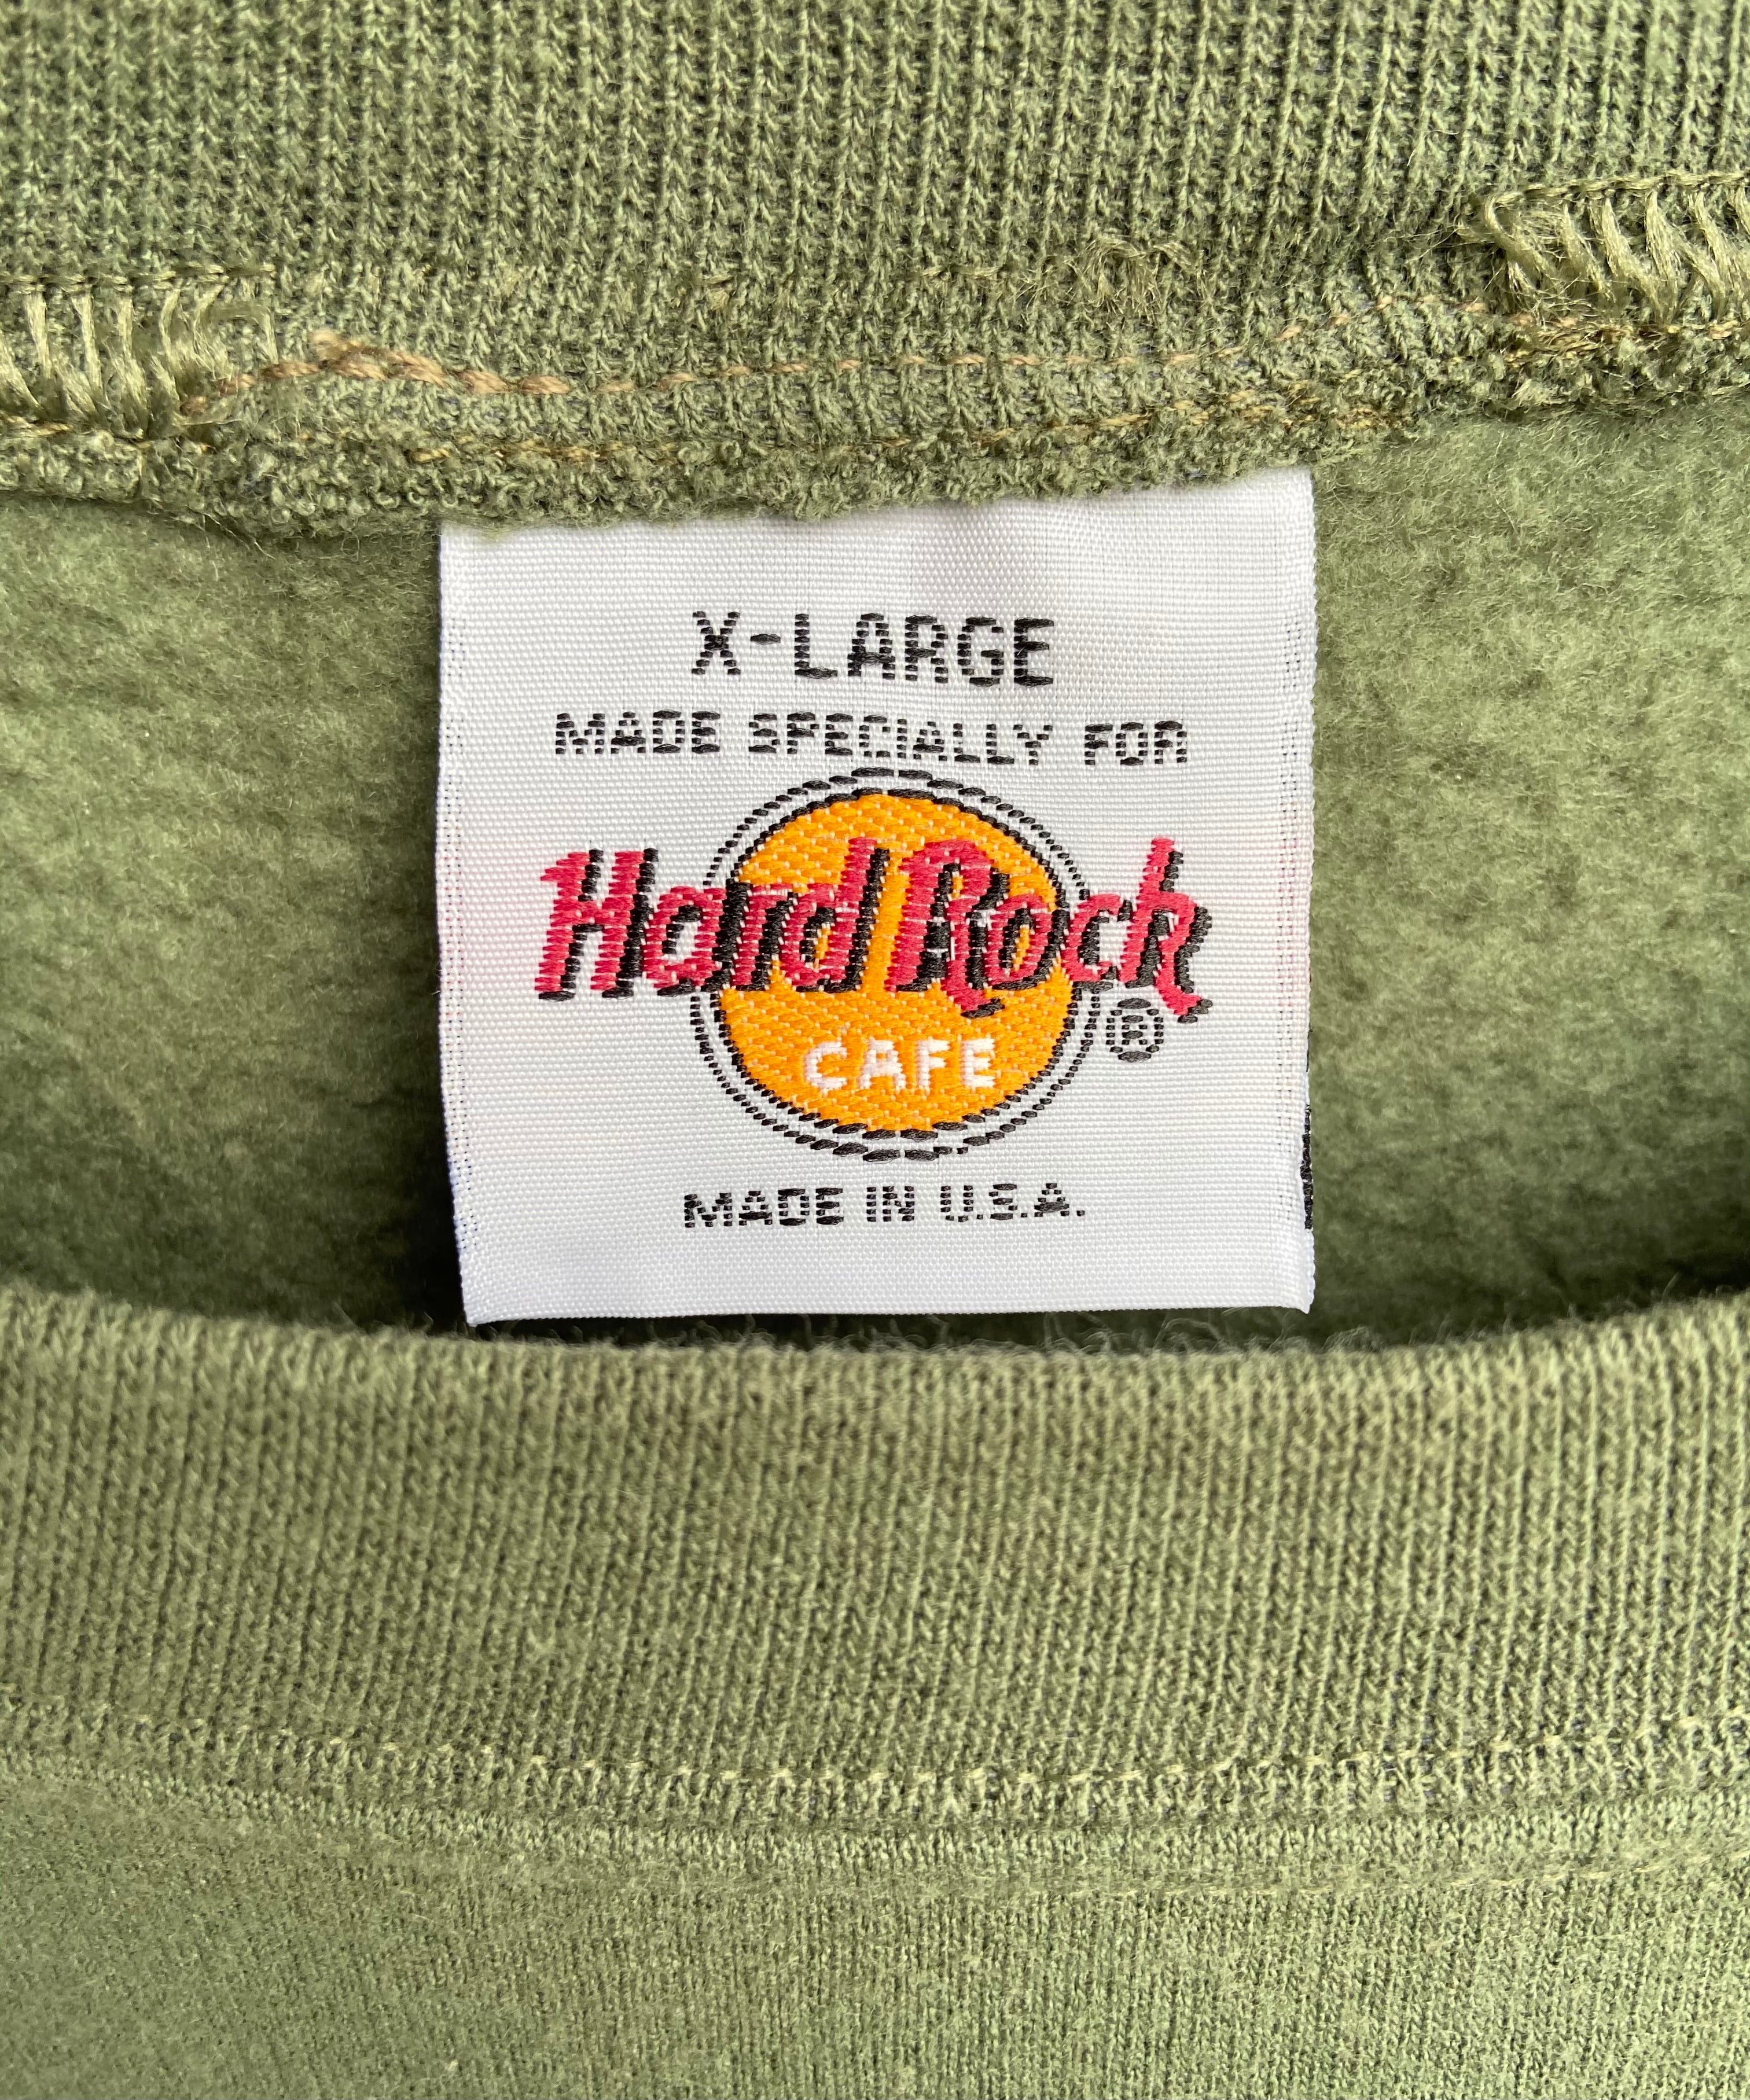 X-LARGE
MADE SPECIALLY FOR
Hard Rock
CAFE ®
MADE IN U.S.A.